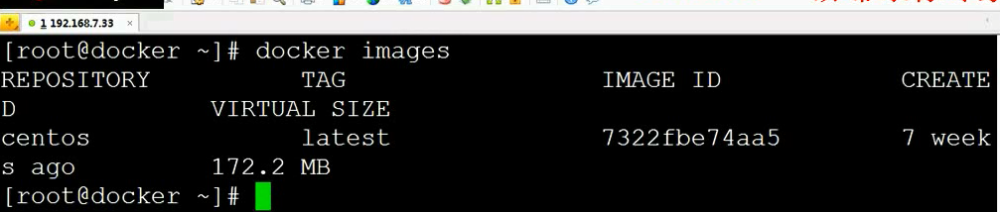 1 192.168.7.33 ×
[root@docker ~]# docker images
REPOSITORY TAG IMAGE ID CREATE
D VIRTUAL SIZE
centos latest 7322fbe74aa5 7 week
s ago 172.2 MB
[root@docker ~]#